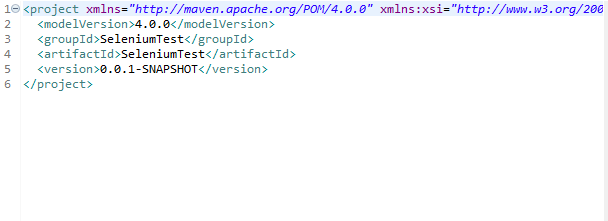 1 <project xmlns="http://maven.apache.org/POM/4.0.0" xmlns:xsi="http://www.w3.org/200
2 <modelVersion>4.0.0</modelVersion>
3 <groupId>SeleniumTest</groupId>
4 <artifactId>SeleniumTest</artifactId>
5 <version>0.0.1-SNAPSHOT</version>
6 </project>